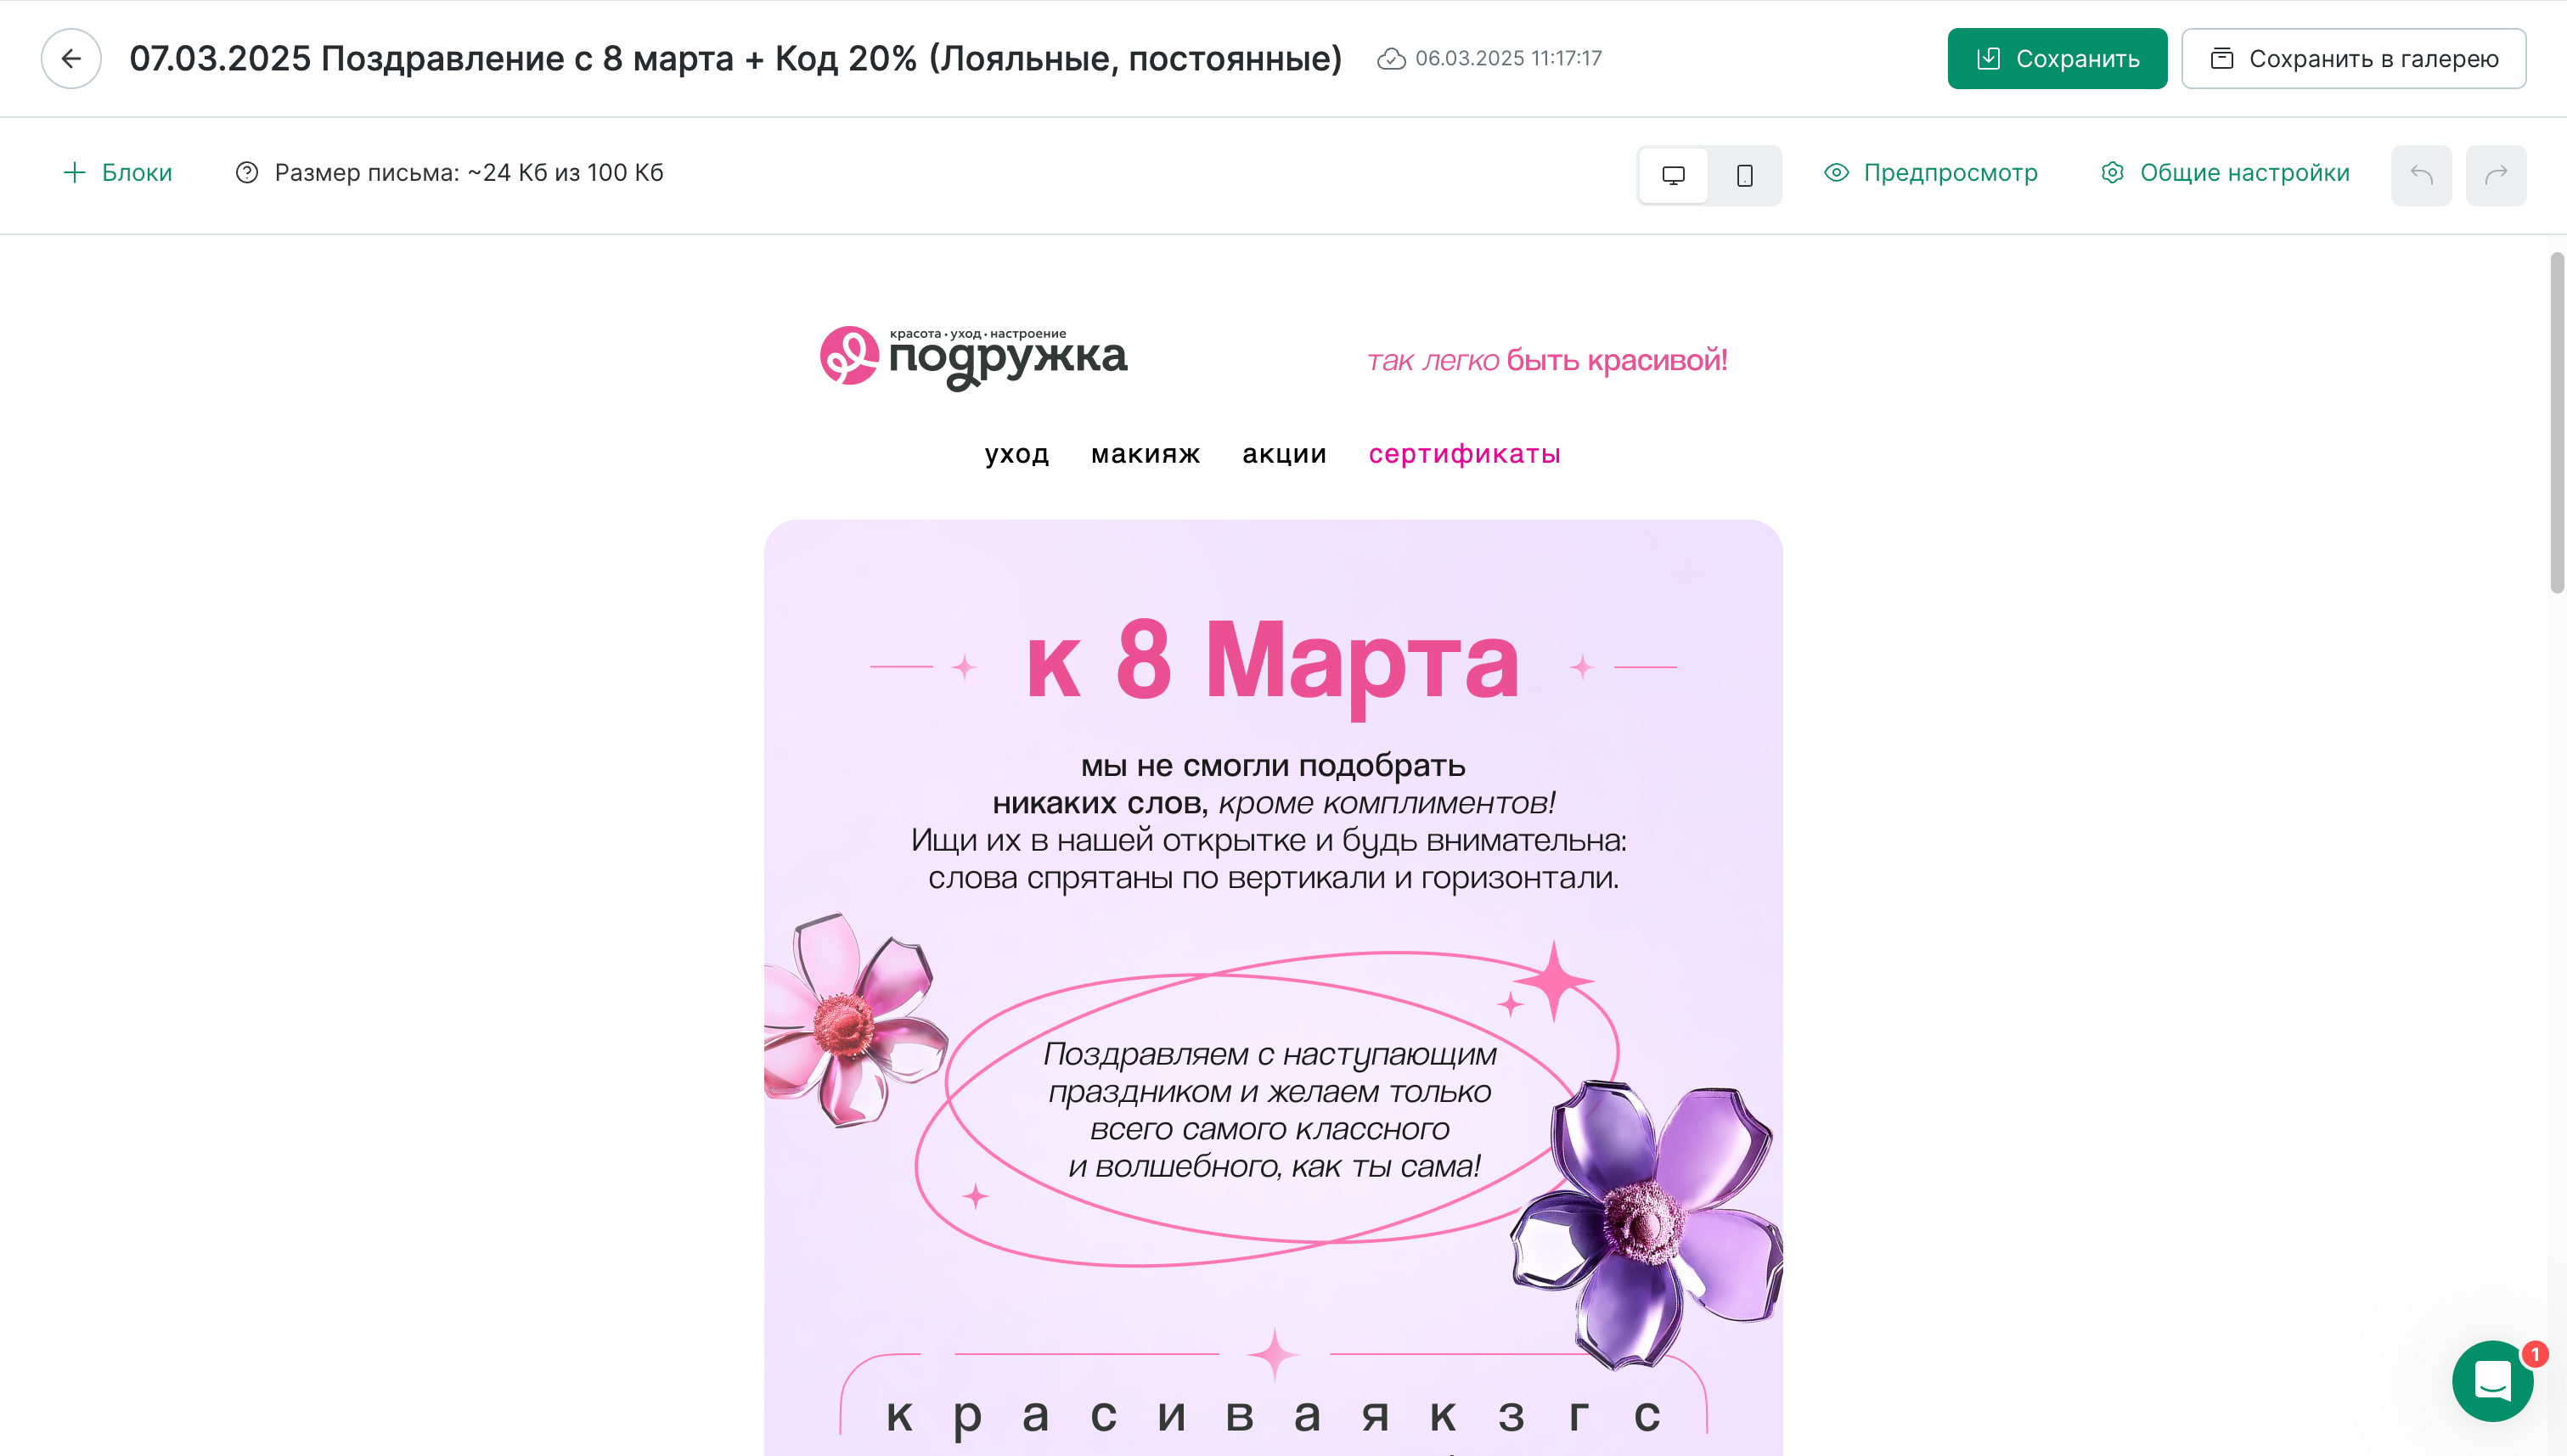 07.03.2025 Поздравление с 8 марта + Код 20% (Лояльные, постоянные)
06.03.2025 11:17:17
Сохранить
Сохранить в галерею
Блоки
Размер письма: ~24 Кб из 100 Кб
Предпросмотр
Общие настройки
красота · уход · настроение
подружка
так легко быть красивой!
уход макияж акции сертификаты
к 8 Марта
мы не смогли подобрать
никаких слов, кроме комплиментов!
Ищи их в нашей открытке и будь внимательна:
слова спрятаны по вертикали и горизонтали.
Поздравляем с наступающим
праздником и желаем только
всего самого классного
и волшебного, как ты сама!
к р а с и в а я к з г с
1